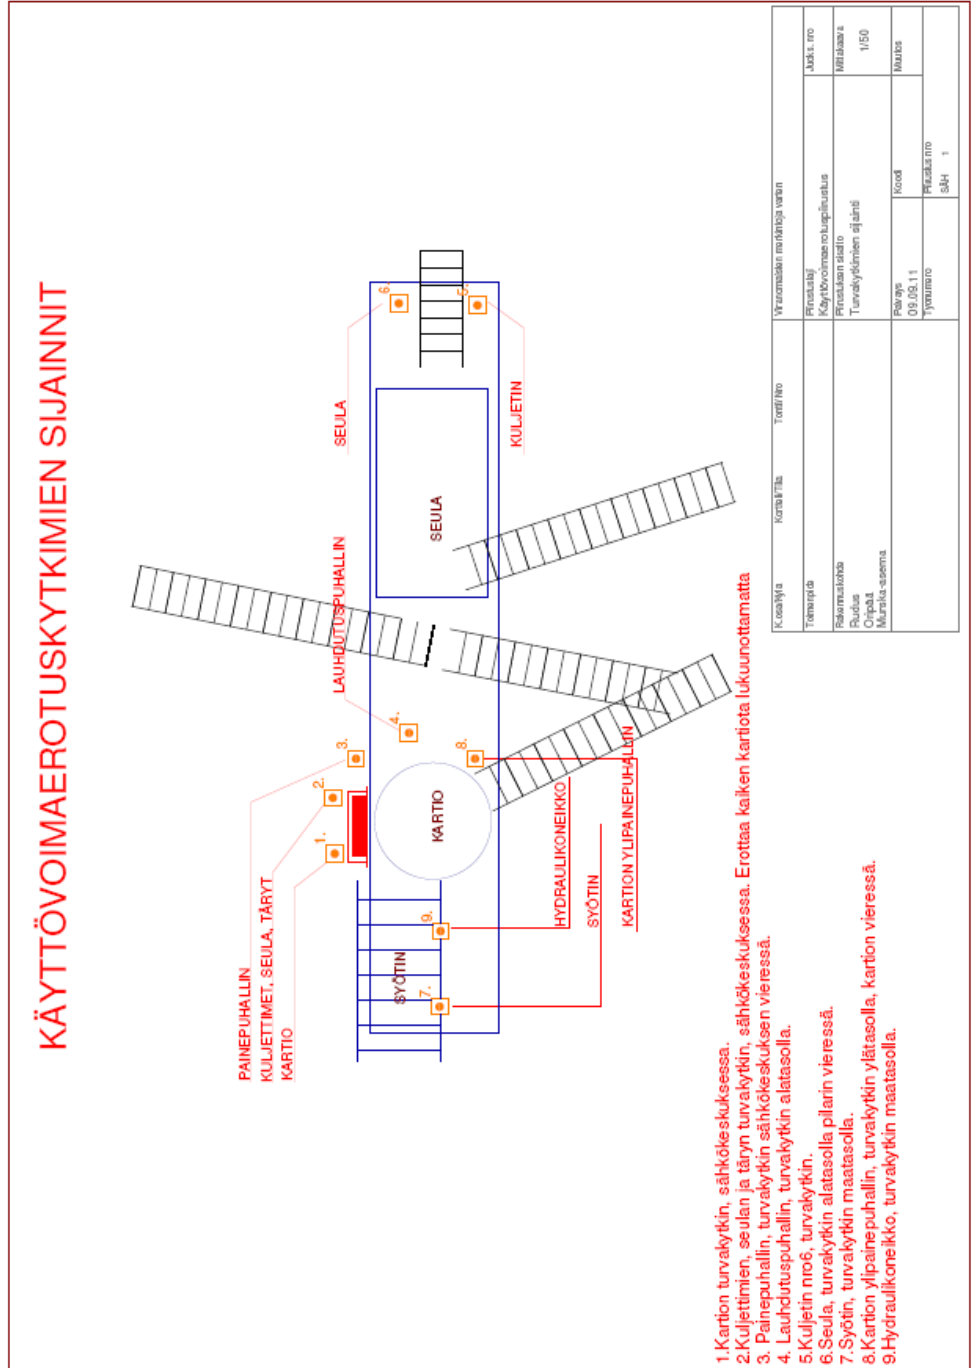 KÄYTTÖVOIMAEROTUSKYTKIMIEN SIJAINNIT
PAINEPUHALLIN
KULJETTIMET, SEULA, TÄRYT
KARTIO
LAUHDUTUSPUHALLIN
SEULA
1.
2.
3.
4.
6.
5.
SYÖTIN
KARTIO
SEULA
7.
9.
8.
KULJETIN
HYDRAULIKONEIKKO
SYÖTIN
KARTION YLIPAINEPUHALLIN
1.Kartion turvakytkin, sähkökeskuksessa.
2.Kuljettimien, seulan ja täryn turvakytkin, sähkökeskuksessa. Erottaa kaiken kartiota lukuunottamatta
3. Painepuhallin, turvakytkin sähkökeskuksen vieressä.
4. Lauhdutuspuhallin, turvakytkin alatasolla.
5.Kuljetin nro6, turvakytkin.
6.Seula, turvakytkin alatasolla pilarin vieressä.
7.Syötin, turvakytkin maatasolla.
8.Kartion ylipainepuhallin, turvakytkin ylätasolla, kartion vieressä.
9.Hydraulikoneikko, turvakytkin maatasolla.
K.osa/Kylä Kortteli/Tila Tontti/Nro Viranomaisten merkintöjä varten
Toimenpide Piirustuslaji Juoks. nro
Käyttövoimaerotuspiirustus
Rakennuskohde Piirustuksen sisältö Mittakaava
Rudus Turvakytkimien sijainti 1/50
Oripää
Murska-asema
Päiväys Koodi Muutos
09.09.11
Työnumero Piirustus nro
SÄH 1